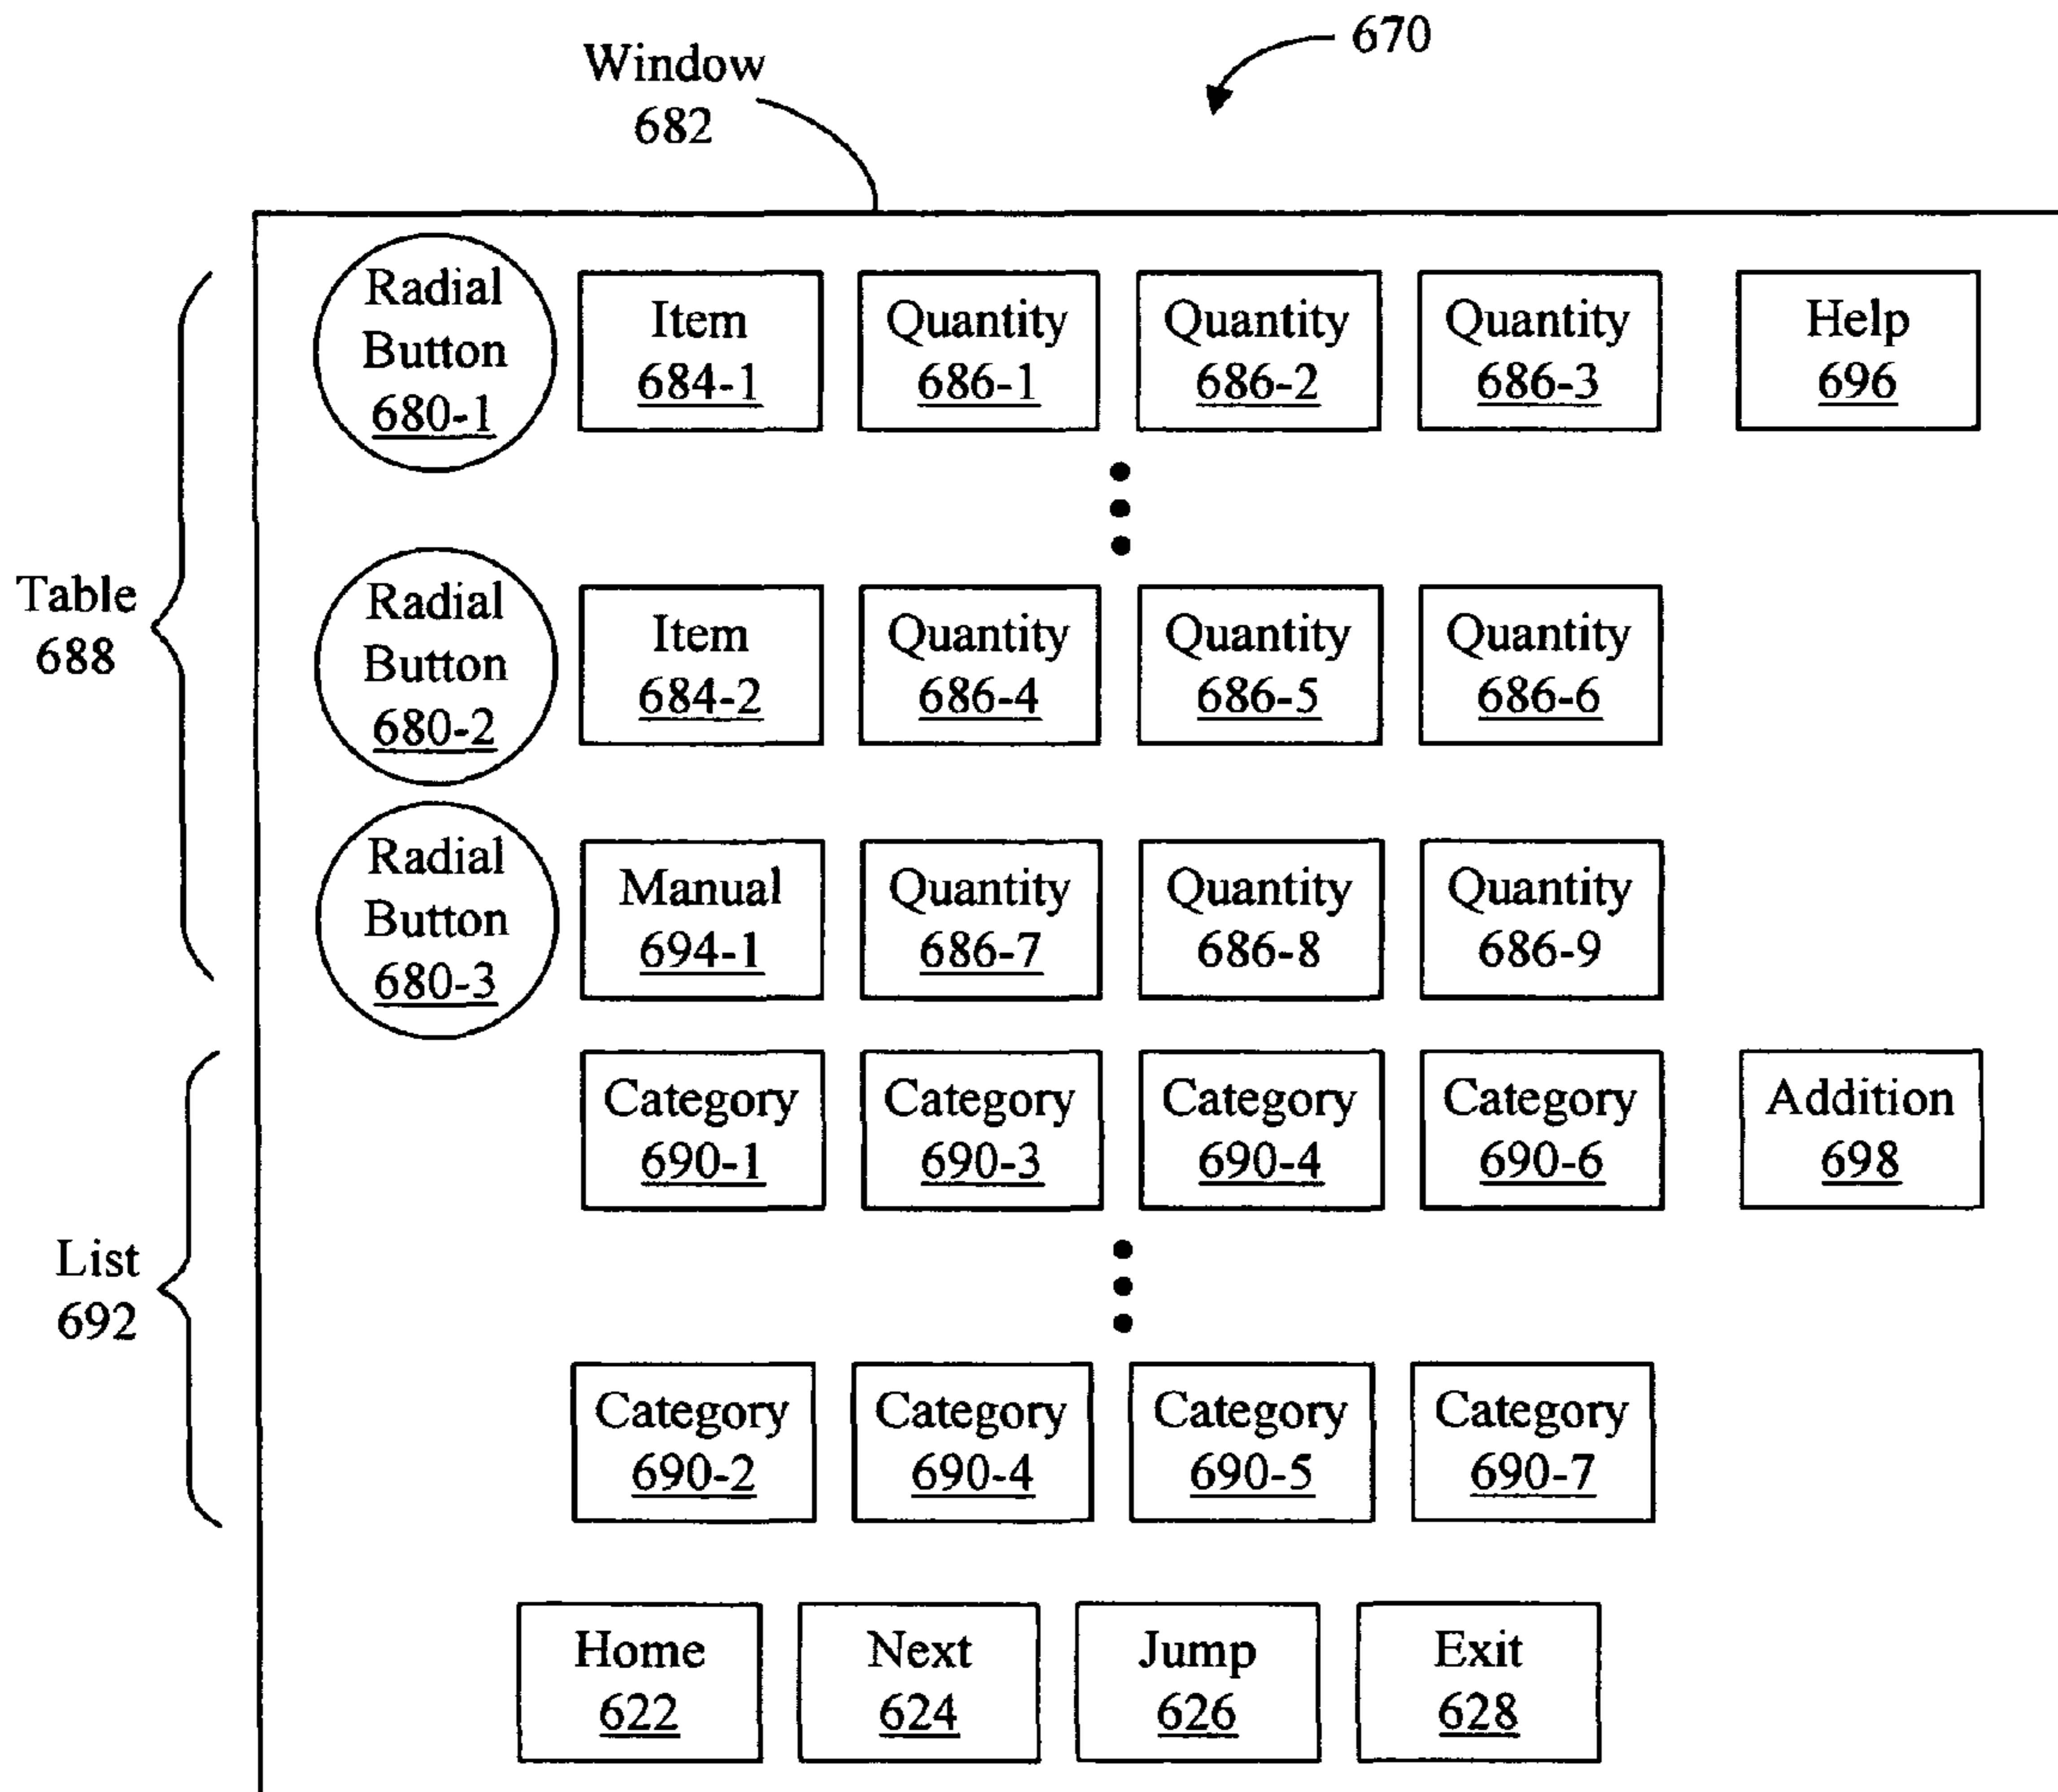 670
Window
682
Radial
Button
680-1
Item
684-1
Quantity
686-1
Quantity
686-2
Quantity
686-3
Help
696
Table
688
Radial
Button
680-2
Item
684-2
Quantity
686-4
Quantity
686-5
Quantity
686-6
Radial
Button
680-3
Manual
694-1
Quantity
686-7
Quantity
686-8
Quantity
686-9
List
692
Category
690-1
Category
690-3
Category
690-4
Category
690-6
Addition
698
Category
690-2
Category
690-4
Category
690-5
Category
690-7
Home
622
Next
624
Jump
626
Exit
628